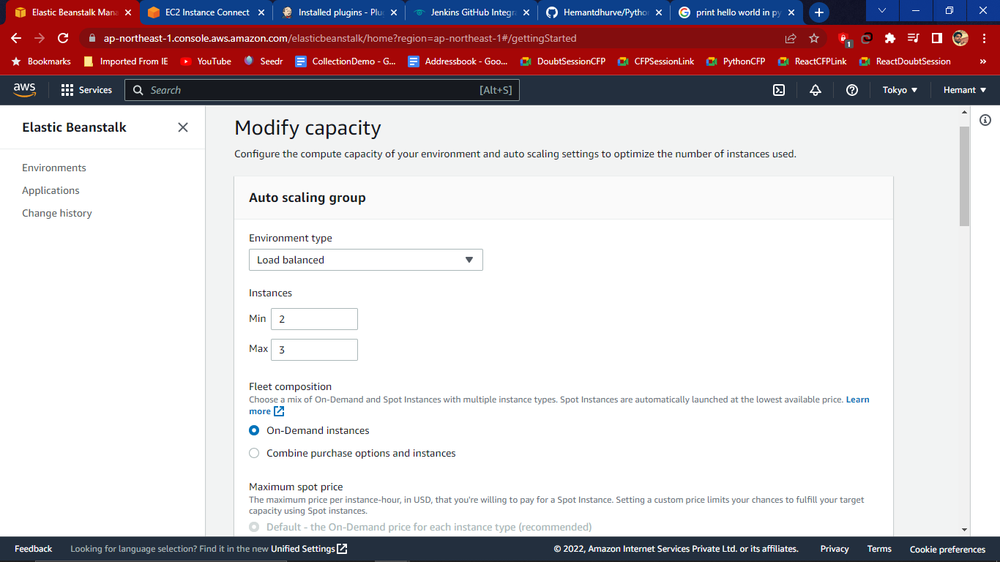 Elastic Beanstalk Mana
EC2 Instance Connect
Installed plugins - Plu
Jenkins GitHub Integra
Hemantdhurve/Pytho
print hello world in py
ap-northeast-1.console.aws.amazon.com/elasticbeanstalk/home?region=ap-northeast-1#/gettingStarted
1
Bookmarks
Imported From IE
YouTube
Seedr
CollectionDemo - G...
Addressbook - Goo...
DoubtSessionCFP
CFPSessionLink
PythonCFP
ReactCFPLink
ReactDoubtSession
»
aws
Services
Search
[Alt+S]
Tokyo
Hemant
Elastic Beanstalk
Environments
Applications
Change history
Modify capacity
Configure the compute capacity of your environment and auto scaling settings to optimize the number of instances used.
Auto scaling group
Environment type
Load balanced
Instances
Min 2
Max 3
Fleet composition
Choose a mix of On-Demand and Spot Instances with multiple instance types. Spot Instances are automatically launched at the lowest available price. Learn
more
On-Demand instances
Combine purchase options and instances
Maximum spot price
The maximum price per instance-hour, in USD, that you're willing to pay for a Spot Instance. Setting a custom price limits your chances to fulfill your target
capacity using Spot instances.
Default - the On-Demand price for each instance type (recommended)
Feedback
Looking for language selection? Find it in the new Unified Settings
© 2022, Amazon Internet Services Private Ltd. or its affiliates.
Privacy
Terms
Cookie preferences